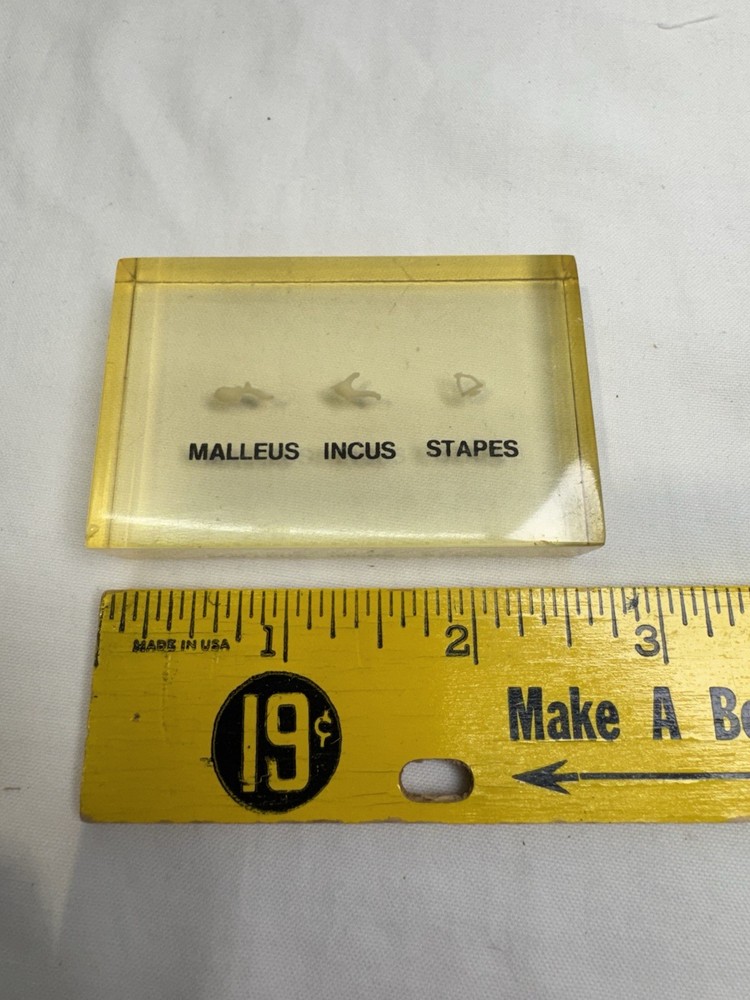 MALLEUS INCUS STAPES
1 2 3
MADE IN USA
19¢
Make A